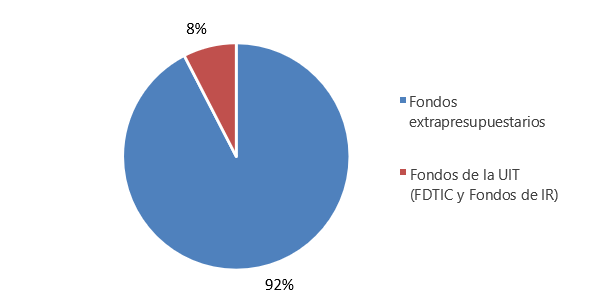 8%
Fondos
extrapresupuestarios
Fondos de la UIT
(FDTIC y Fondos de IR)
92%